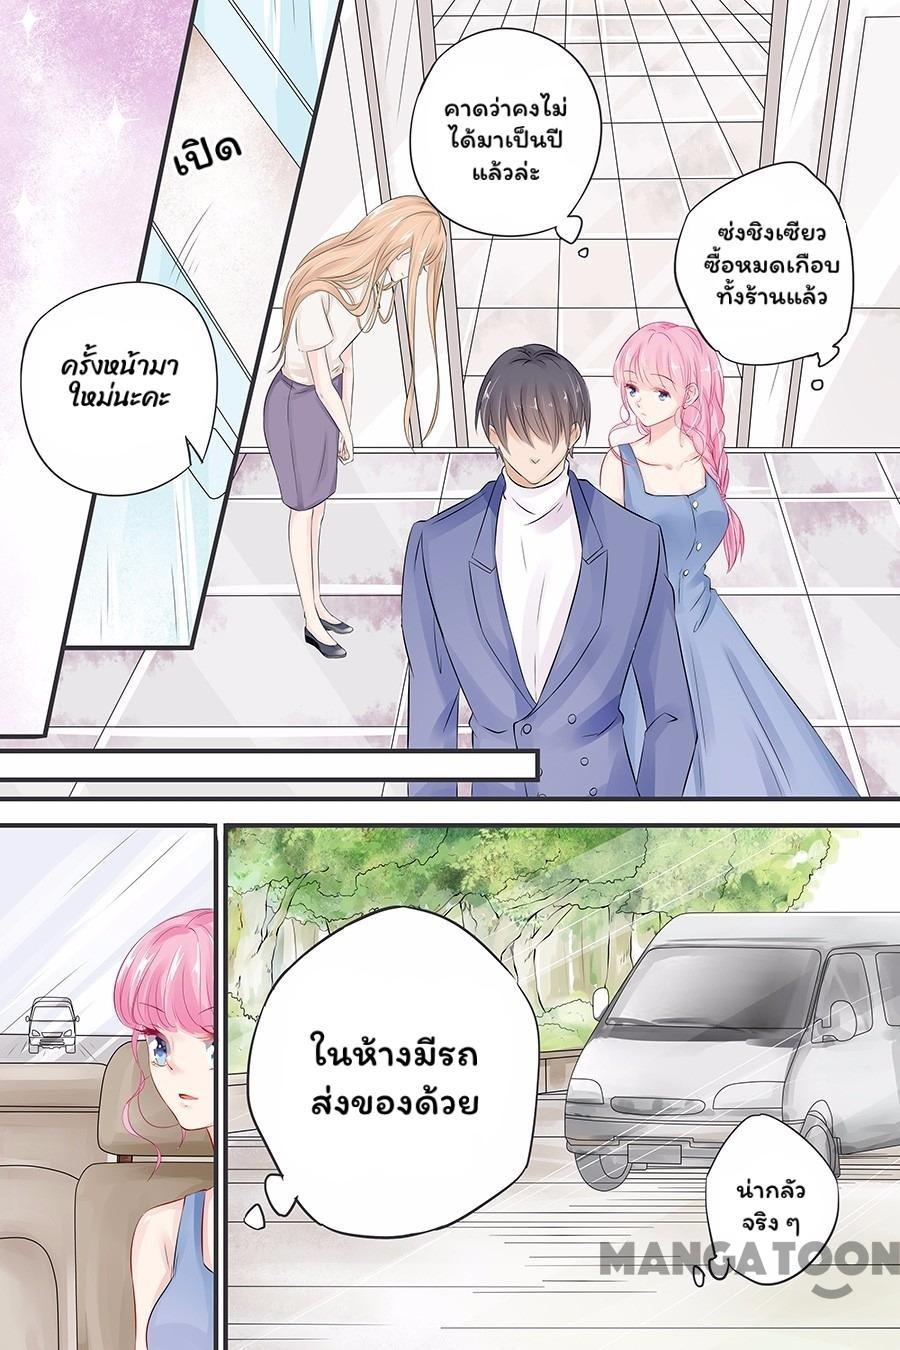 เปิด
คาดว่าคงไม่
ได้มาเป็นปี
แล้วล่ะ
ซ่งชิงเซียว
ซื้อหมดเกือบ
ทั้งร้านแล้ว
ครั้งหน้ามา
ใหม่นะคะ
ในห้างมีรถ
ส่งของด้วย
น่ากลัว
จริง ๆ
MANGATOON